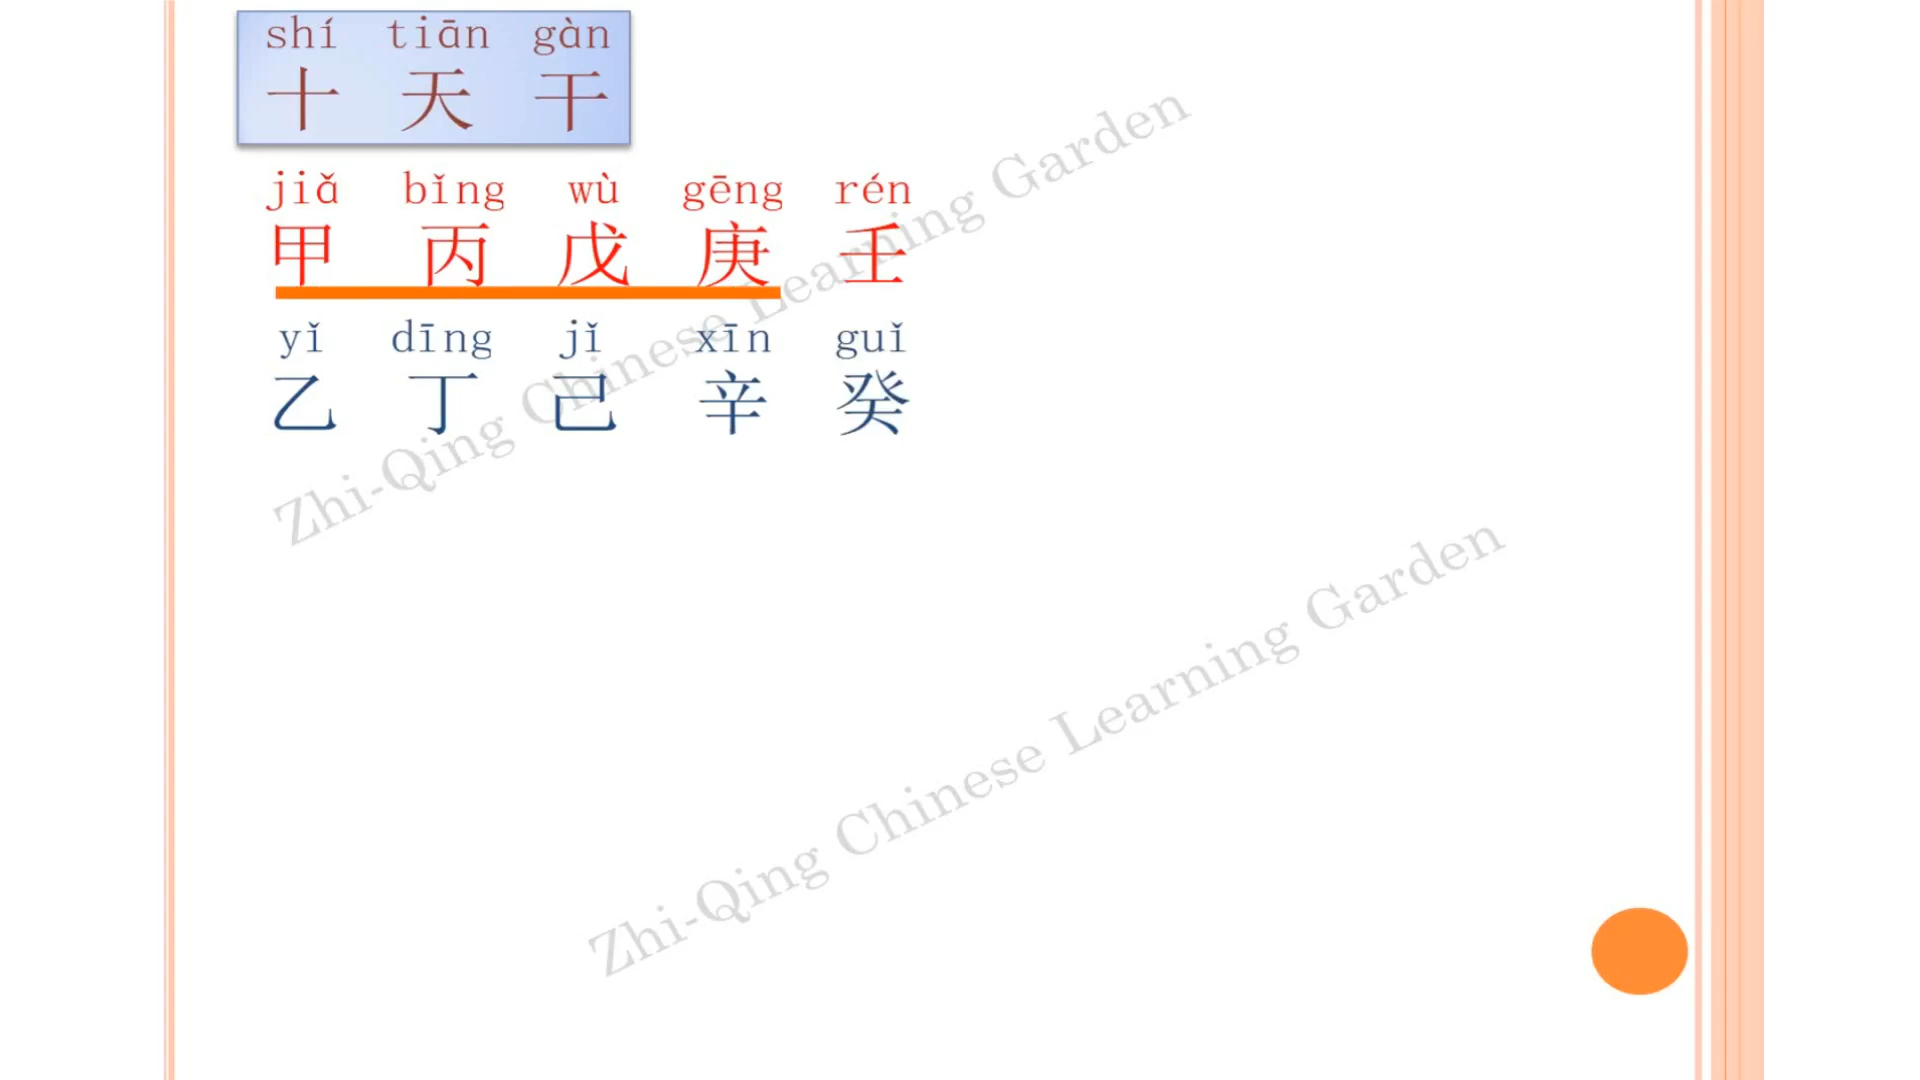 shí tiān gàn
十 天 干
jiǎ bǐng wù gēng rén
甲 丙 戊 庚 壬
yǐ dīng jǐ xīn guǐ
乙 丁 己 辛 癸
Zhi-Qing Chinese Learning Garden
Zhi-Qing Chinese Learning Garden